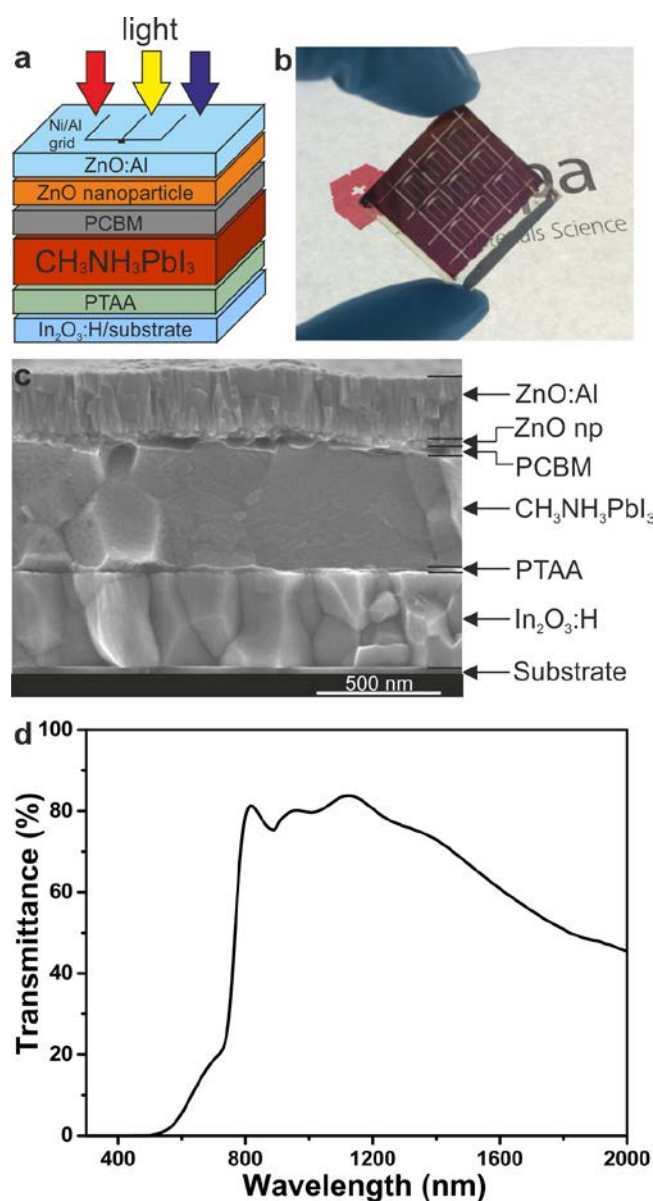 light
a
Ni/Al
grid
ZnO:Al
ZnO nanoparticle
PCBM
CH₃NH₃PbI₃
PTAA
In₂O₃:H/substrate
b
pa
Science
c
ZnO:Al
ZnO np
PCBM
CH₃NH₃PbI₃
PTAA
In₂O₃:H
Substrate
500 nm
d
100
80
60
40
20
0
Transmittance (%)
400
800
1200
1600
2000
Wavelength (nm)